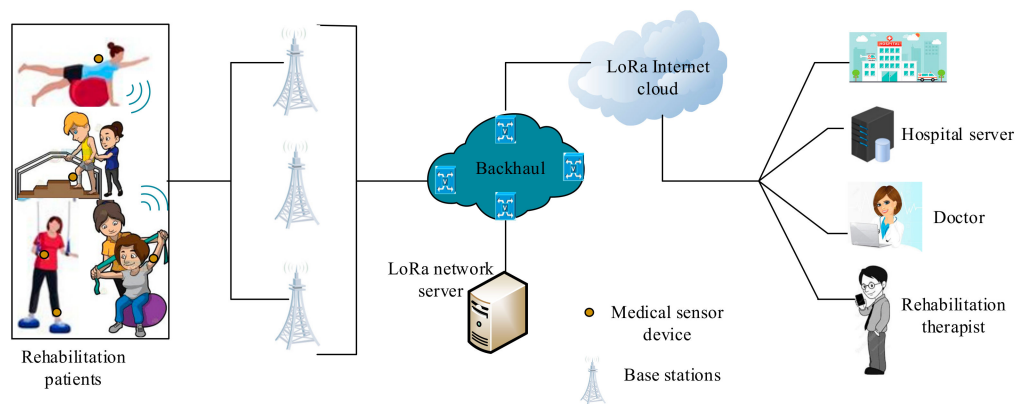 LoRa Internet
cloud
HOSPITAL
Hospital server
Backhaul
Doctor
LoRa network
server
Medical sensor
device
Rehabilitation
therapist
Rehabilitation
patients
Base stations